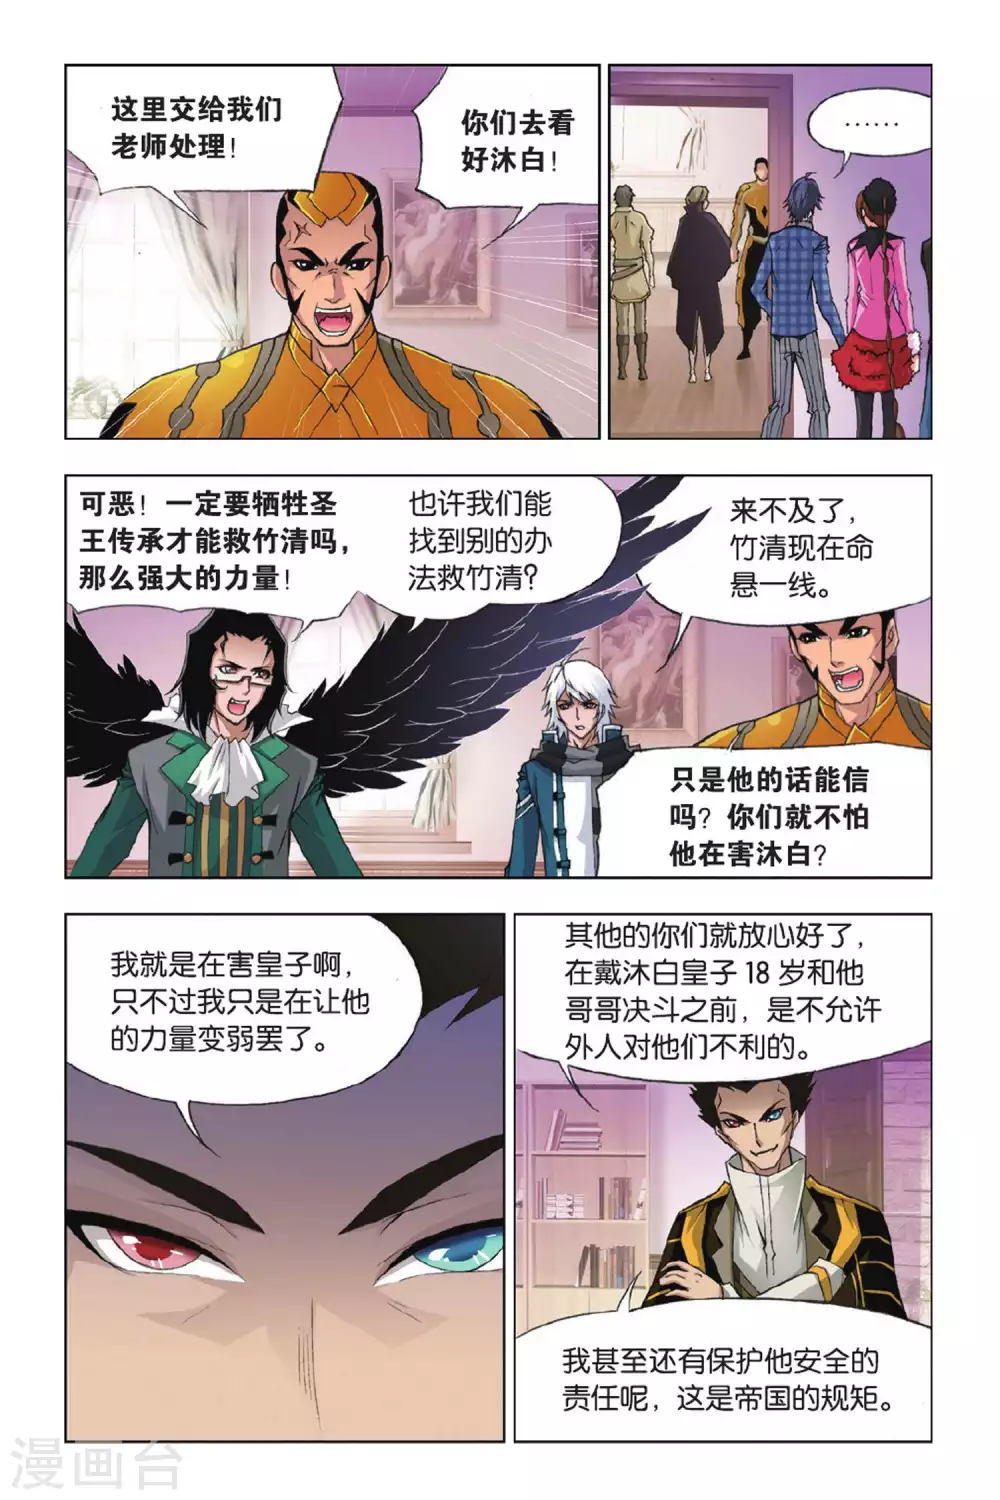 这里交给我们
老师处理！
你们去看
好沐白！
……
可恶！一定要牺牲圣
王传承才能救竹清吗，
那么强大的力量！
也许我们能
找到别的办
法救竹清？
来不及了，
竹清现在命
悬一线。
只是他的话能信
吗？你们就不怕
他在害沐白？
我就是在害皇子啊，
只不过我只是在让他
的力量变弱罢了。
其他的你们就放心好了，
在戴沐白皇子18岁和他
哥哥决斗之前，是不允许
外人对他们不利的。
我甚至还有保护他安全的
责任呢，这是帝国的规矩。
漫画台